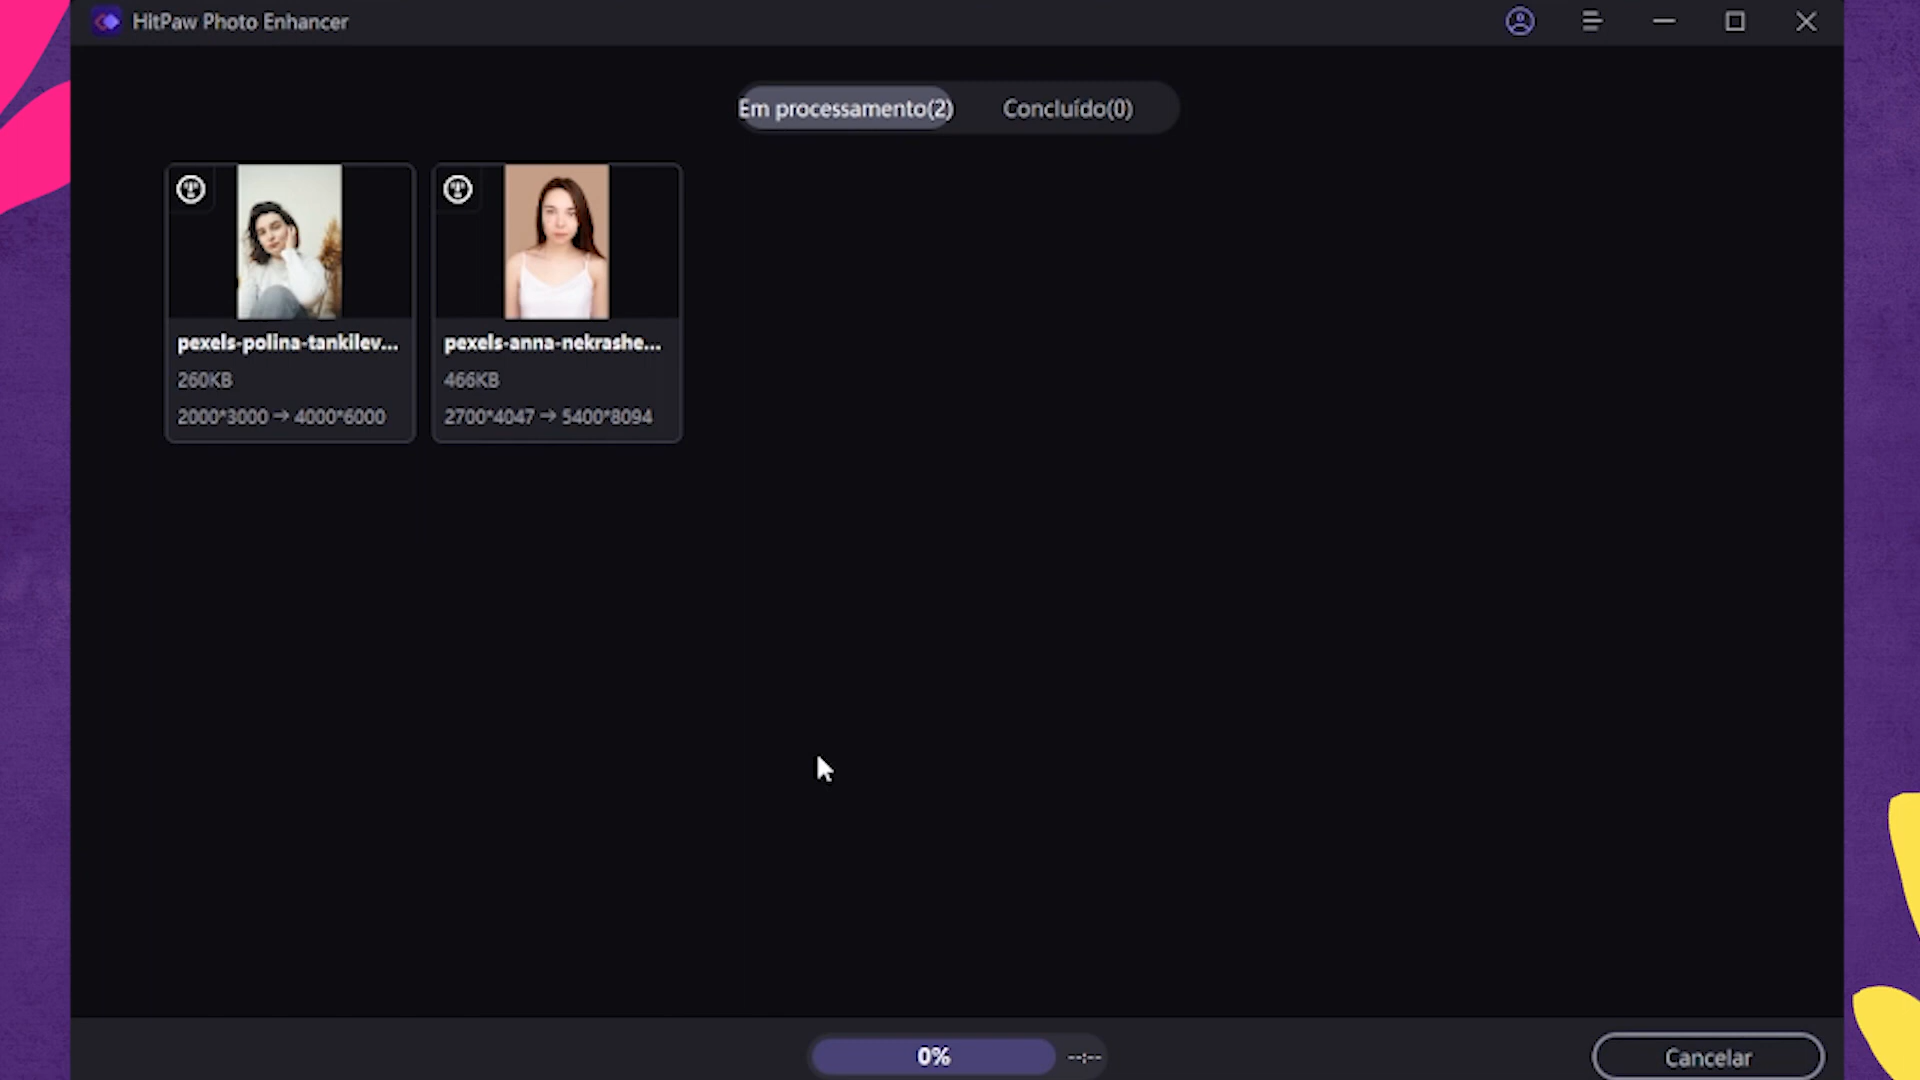 HitPaw Photo Enhancer
Em processamento(2) Concluído(0)
pexels-polina-tankilev...
260KB
2000*3000 → 4000*6000
pexels-anna-nekrashe...
466KB
2700*4047 → 5400*8094
0% --:--
Cancelar